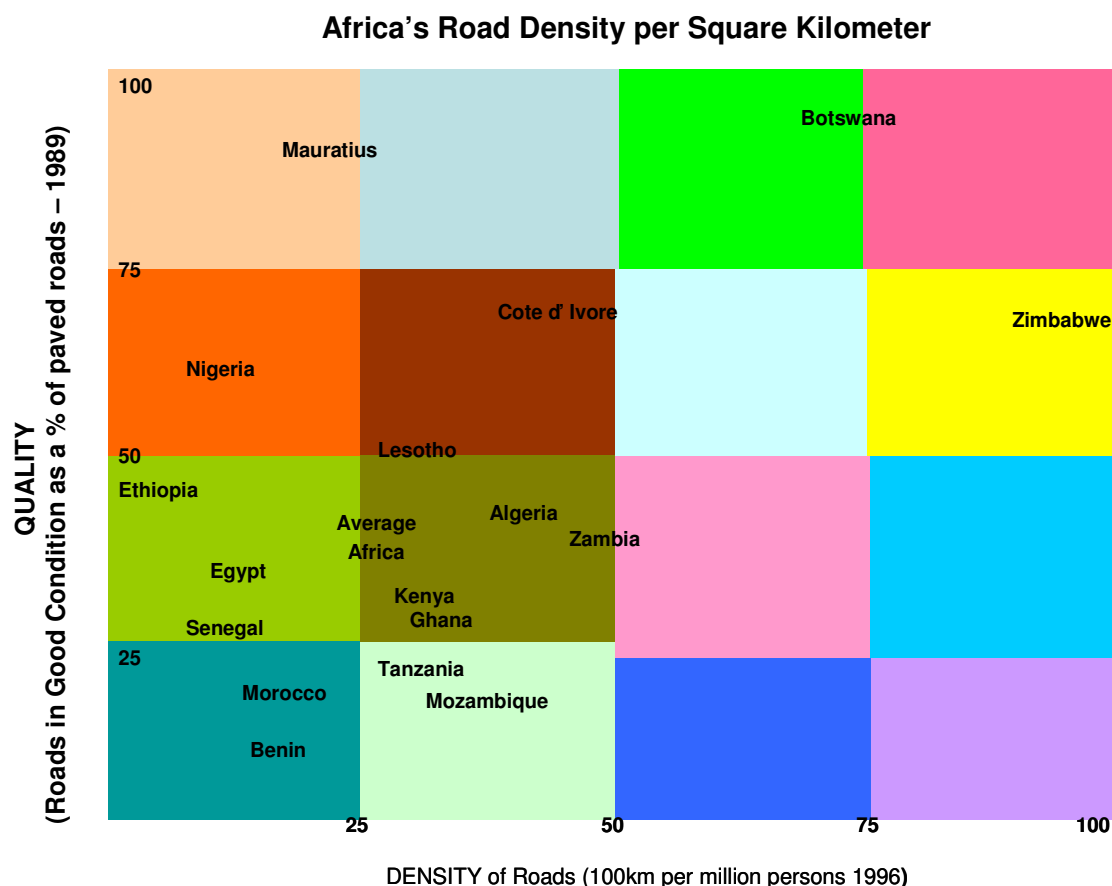 Africa’s Road Density per Square Kilometer
QUALITY
(Roads in Good Condition as a % of paved roads – 1989)
100
Botswana
Mauratius
75
Cote d’ Ivore
Zimbabwe
Nigeria
Lesotho
50
Ethiopia
Algeria
Average
Africa
Zambia
Egypt
Kenya
Ghana
Senegal
25
Tanzania
Morocco
Mozambique
Benin
25 50 75 100
DENSITY of Roads (100km per million persons 1996)